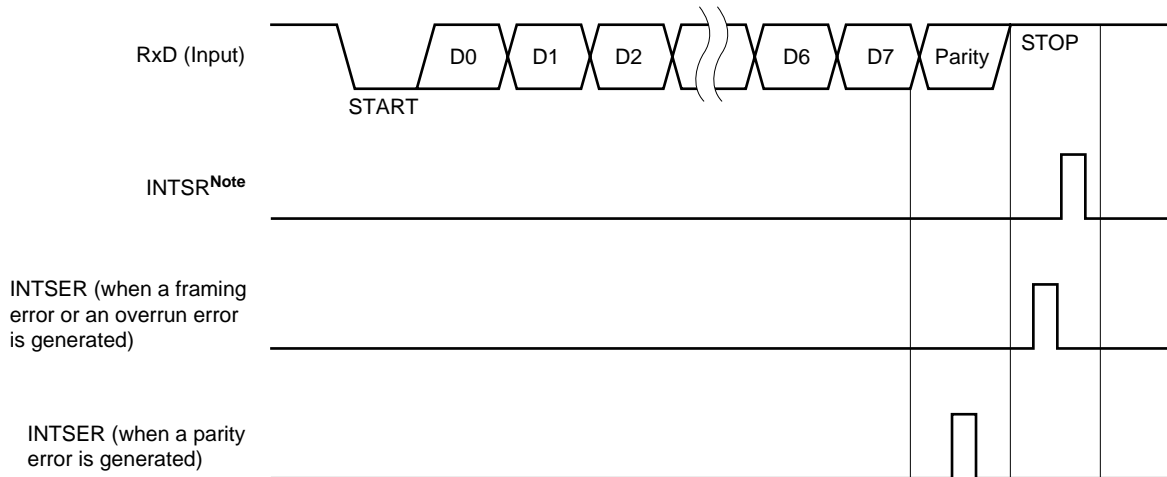 RxD (Input)
D0 D1 D2 D6 D7 Parity STOP
START
INTSRNote
INTSER (when a framing
error or an overrun error
is generated)
INTSER (when a parity
error is generated)